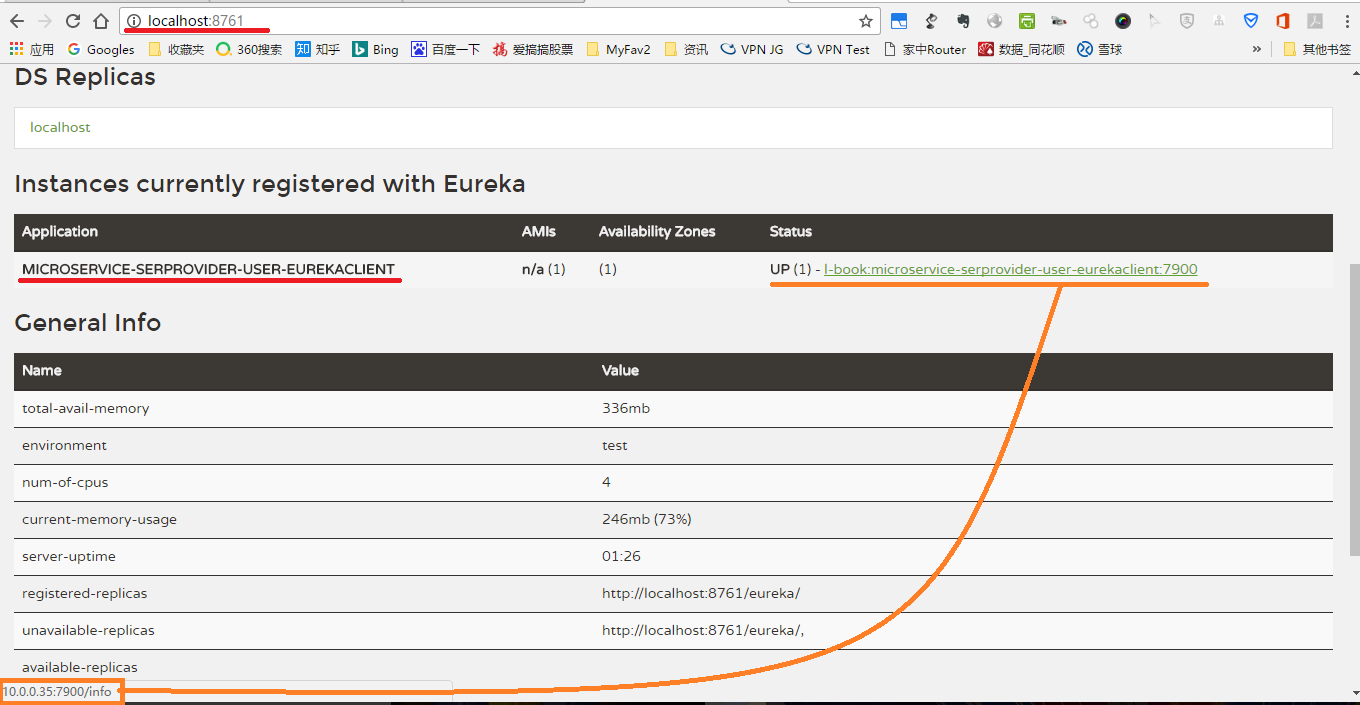 localhost:8761
应用 Googles 收藏夹 360搜索 知乎 Bing 百度一下 爱搞搞股票 MyFav2 资讯 VPN JG VPN Test 家中Router 数据_同花顺 雪球 » 其他书签
DS Replicas
localhost
Instances currently registered with Eureka
Application AMIs Availability Zones Status
MICROSERVICE-SERPROVIDER-USER-EUREKACLIENT n/a (1) (1) UP (1) - l-book:microservice-serprovider-user-eurekaclient:7900
General Info
Name Value
total-avail-memory 336mb
environment test
num-of-cpus 4
current-memory-usage 246mb (73%)
server-uptime 01:26
registered-replicas http://localhost:8761/eureka/
unavailable-replicas http://localhost:8761/eureka/,
available-replicas
10.0.0.35:7900/info